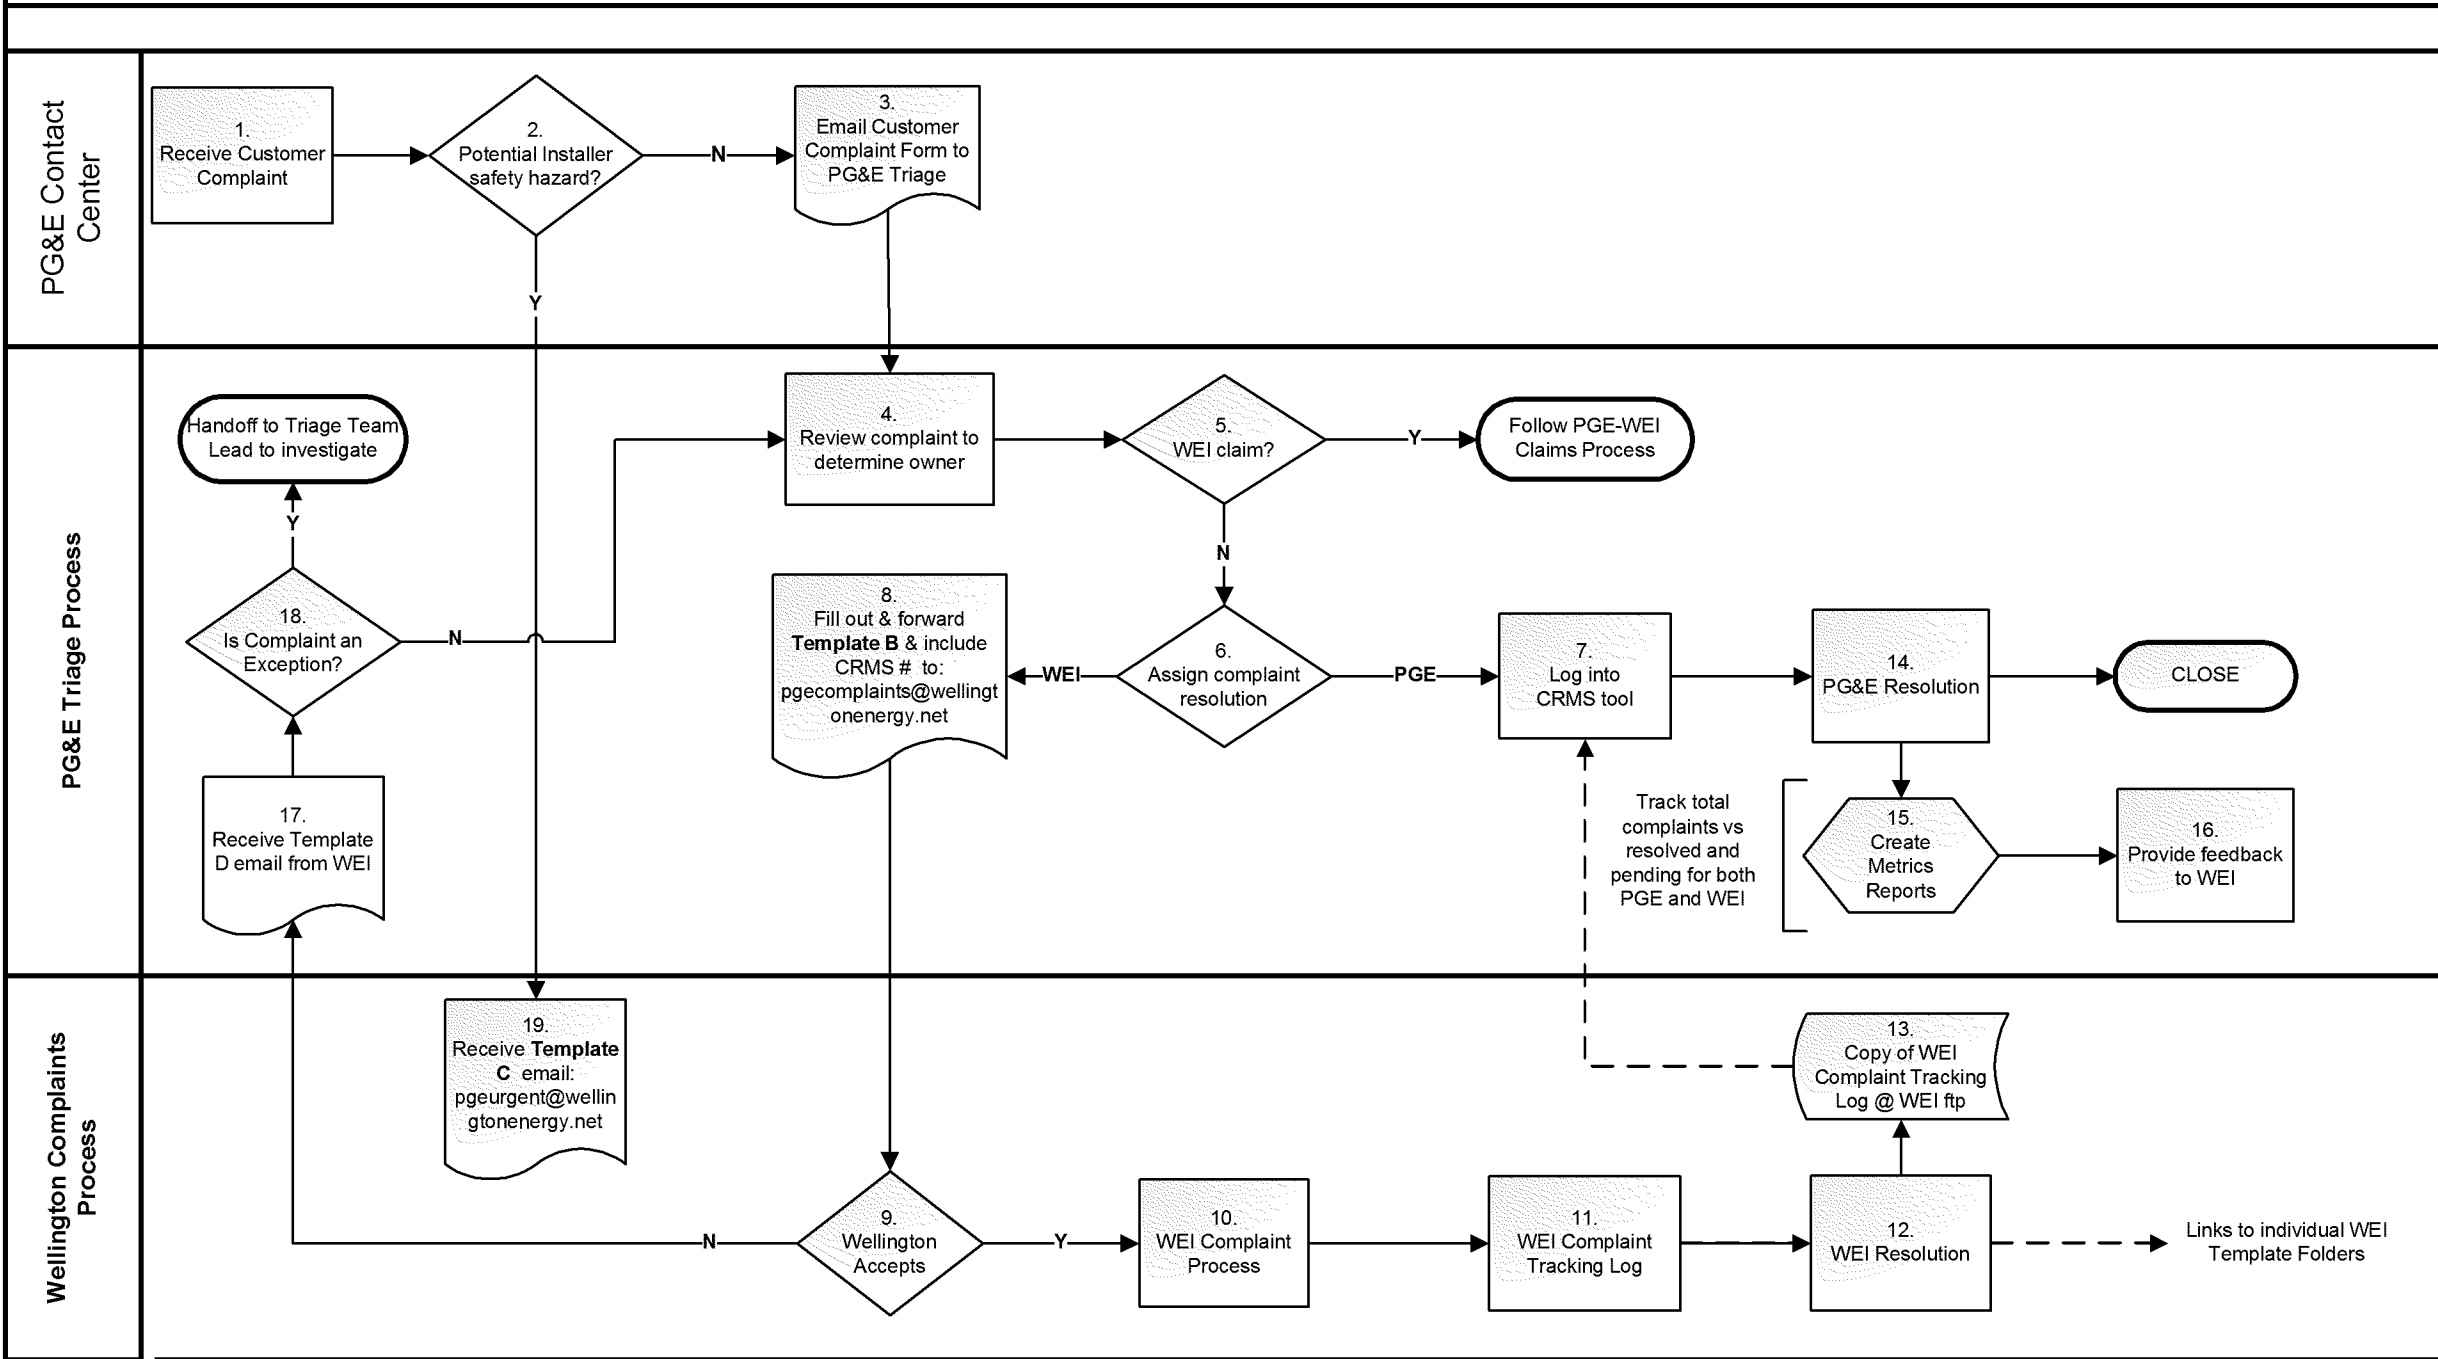 PG&E Contact
Center
1.
Receive Customer
Complaint
2.
Potential Installer
safety hazard?
N
Y
3.
Email Customer
Complaint Form to
PG&E Triage
PG&E Triage Process
Handoff to Triage Team
Lead to investigate
Y
18.
Is Complaint an
Exception?
N
17.
Receive Template
D email from WEI
4.
Review complaint to
determine owner
5.
WEI claim?
Y
Follow PGE-WEI
Claims Process
N
8.
Fill out & forward
Template B & include
CRMS # to:
pgecomplaints@wellingt
onenergy.net
WEI
6.
Assign complaint
resolution
PGE
7.
Log into
CRMS tool
14.
PG&E Resolution
CLOSE
Track total
complaints vs
resolved and
pending for both
PGE and WEI
15.
Create
Metrics
Reports
16.
Provide feedback
to WEI
Wellington Complaints
Process
19.
Receive Template
C email:
pgeurgent@wellin
gtonenergy.net
13.
Copy of WEI
Complaint Tracking
Log @ WEI ftp
N
9.
Wellington
Accepts
Y
10.
WEI Complaint
Process
11.
WEI Complaint
Tracking Log
12.
WEI Resolution
Links to individual WEI
Template Folders